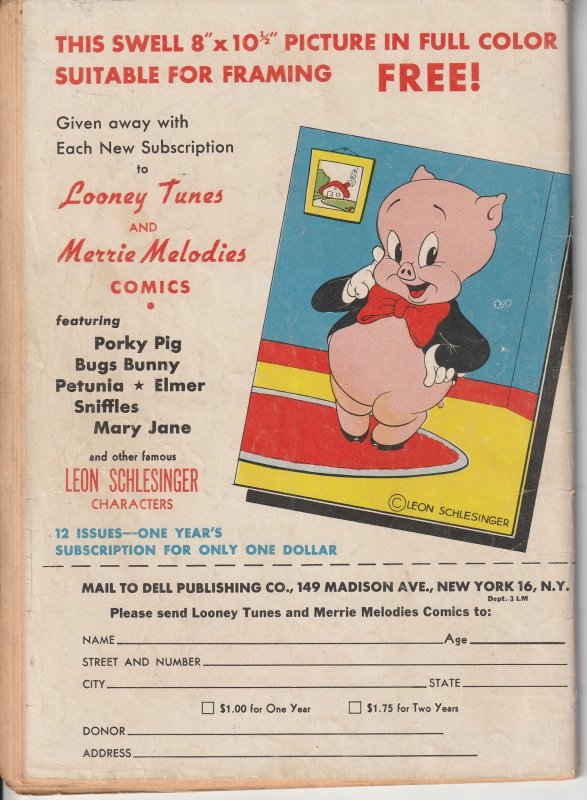 THIS SWELL 8" x 10½" PICTURE IN FULL COLOR
SUITABLE FOR FRAMING FREE!
Given away with
Each New Subscription
to
Looney Tunes
AND
Merrie Melodies
COMICS
featuring
Porky Pig
Bugs Bunny
Petunia ★ Elmer
Sniffles
Mary Jane
and other famous
LEON SCHLESINGER
CHARACTERS
© LEON SCHLESINGER
12 ISSUES—ONE YEAR'S
SUBSCRIPTION FOR ONLY ONE DOLLAR
MAIL TO DELL PUBLISHING CO., 149 MADISON AVE., NEW YORK 16, N.Y.
Dept. 3 LM
Please send Looney Tunes and Merrie Melodies Comics to:
NAME Age
STREET AND NUMBER
CITY STATE
$1.00 for One Year $1.75 for Two Years
DONOR
ADDRESS